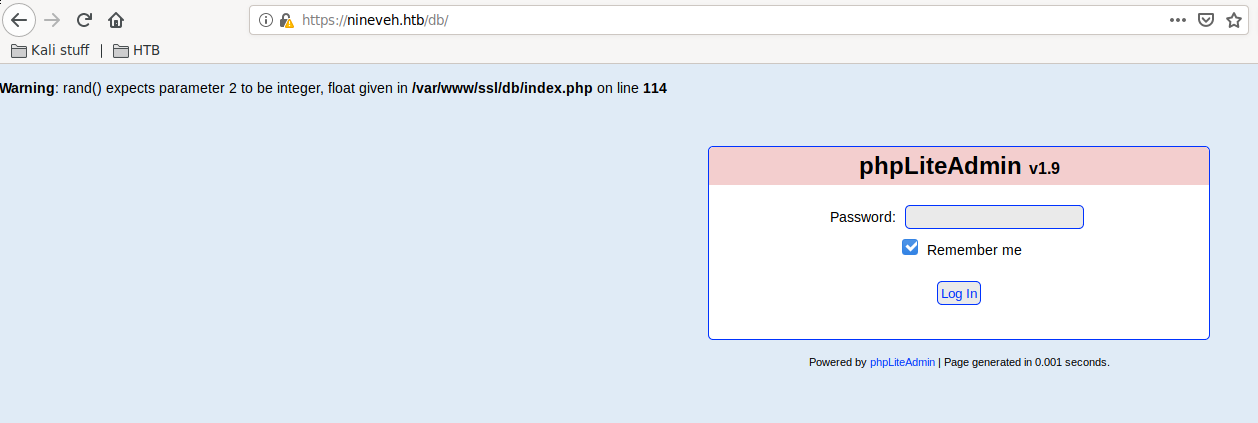 https://nineveh.htb/db/
Kali stuff | HTB
Warning: rand() expects parameter 2 to be integer, float given in /var/www/ssl/db/index.php on line 114
phpLiteAdmin v1.9
Password:
Remember me
Log In
Powered by phpLiteAdmin | Page generated in 0.001 seconds.